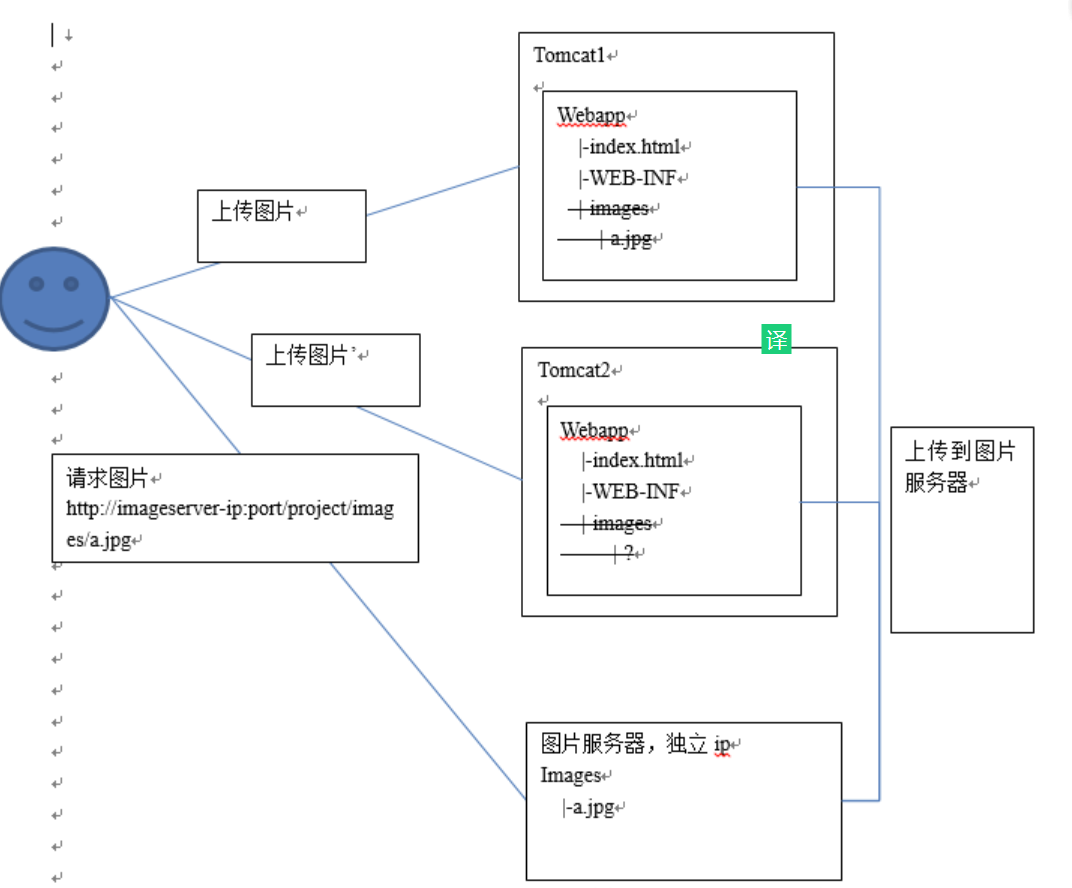 Tomcat1
Webapp
|-index.html
|-WEB-INF
|-images
|-a.jpg
上传图片
译
上传图片’
Tomcat2
Webapp
|-index.html
|-WEB-INF
|-images
|-?
上传到图片
服务器
请求图片
http://imageserver-ip:port/project/imag
es/a.jpg
图片服务器，独立 ip
Images
|-a.jpg